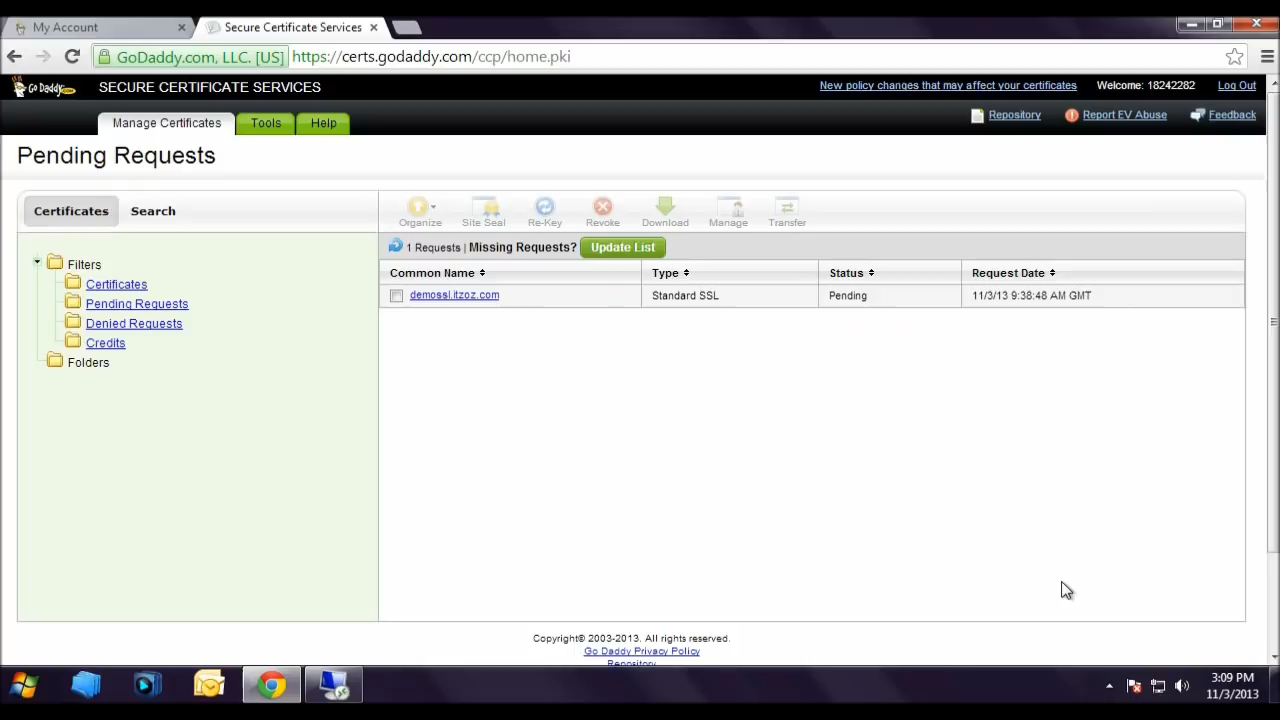 My Account
Secure Certificate Services
GoDaddy.com, LLC. [US] https://certs.godaddy.com/ccp/home.pki
Go Daddy.com SECURE CERTIFICATE SERVICES New policy changes that may affect your certificates Welcome: 18242282 Log Out
Manage Certificates Tools Help Repository Report EV Abuse Feedback
Pending Requests
Certificates Search
Organize Site Seal Re-Key Revoke Download Manage Transfer
1 Requests | Missing Requests? Update List
Common Name Type Status Request Date
demossl.itzoz.com Standard SSL Pending 11/3/13 9:38:48 AM GMT
Filters
Certificates
Pending Requests
Denied Requests
Credits
Folders
Copyright© 2003-2013. All rights reserved.
Go Daddy Privacy Policy
Repository
3:09 PM
11/3/2013